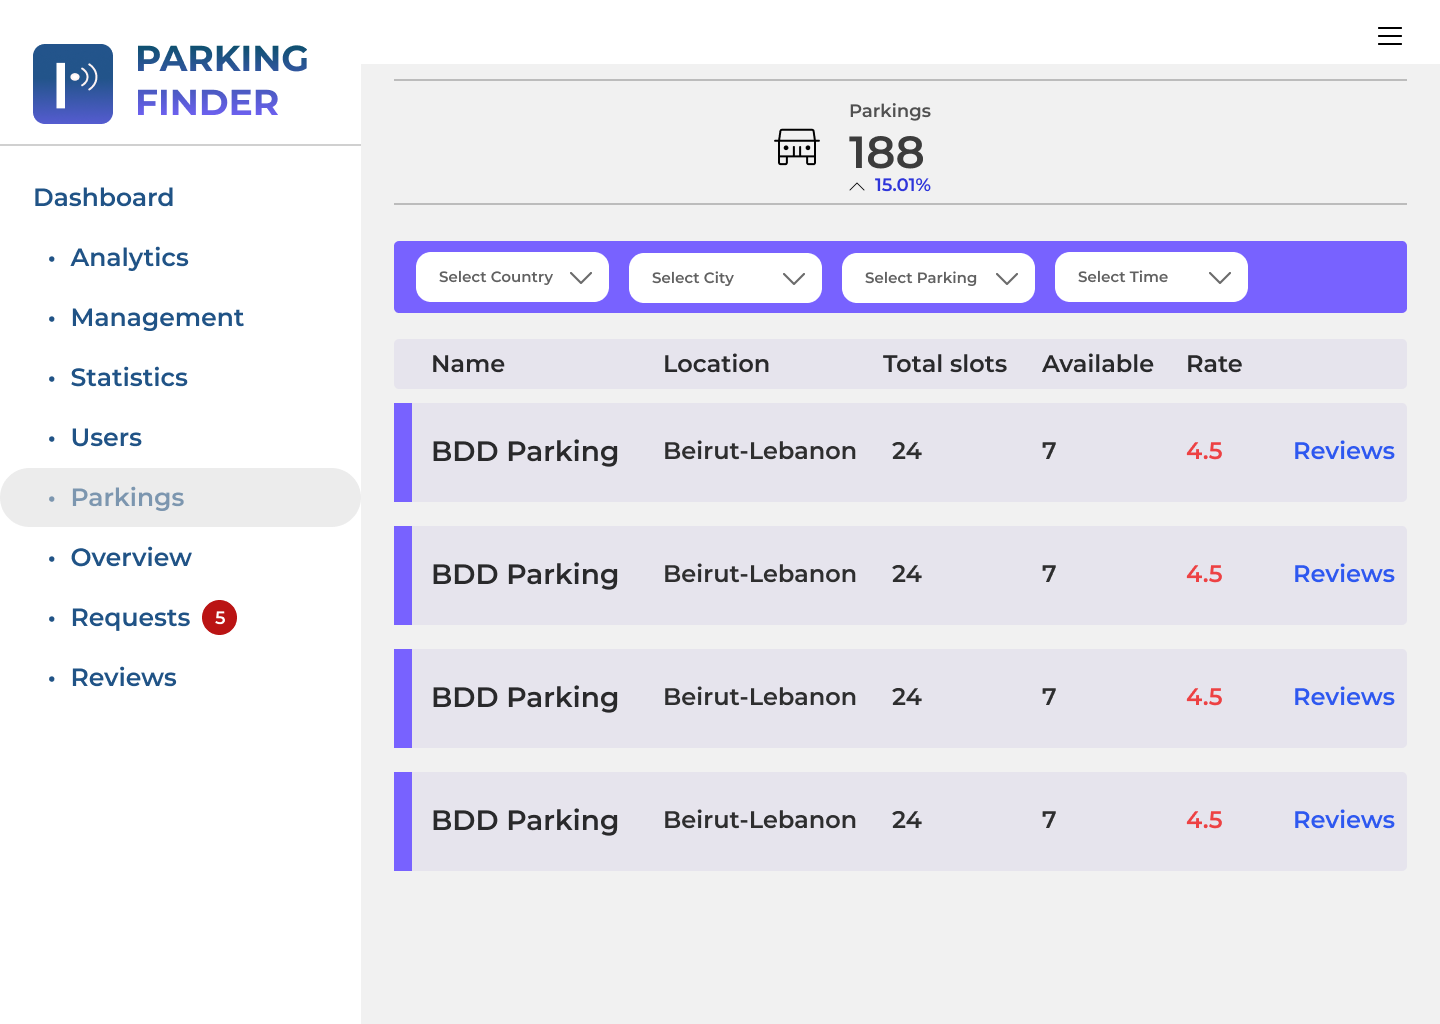 PARKING
FINDER
Dashboard
• Analytics
• Management
• Statistics
• Users
• Parkings
• Overview
• Requests 5
• Reviews
Parkings
188
15.01%
Select Country Select City Select Parking Select Time
Name Location Total slots Available Rate
BDD Parking Beirut-Lebanon 24 7 4.5 Reviews
BDD Parking Beirut-Lebanon 24 7 4.5 Reviews
BDD Parking Beirut-Lebanon 24 7 4.5 Reviews
BDD Parking Beirut-Lebanon 24 7 4.5 Reviews